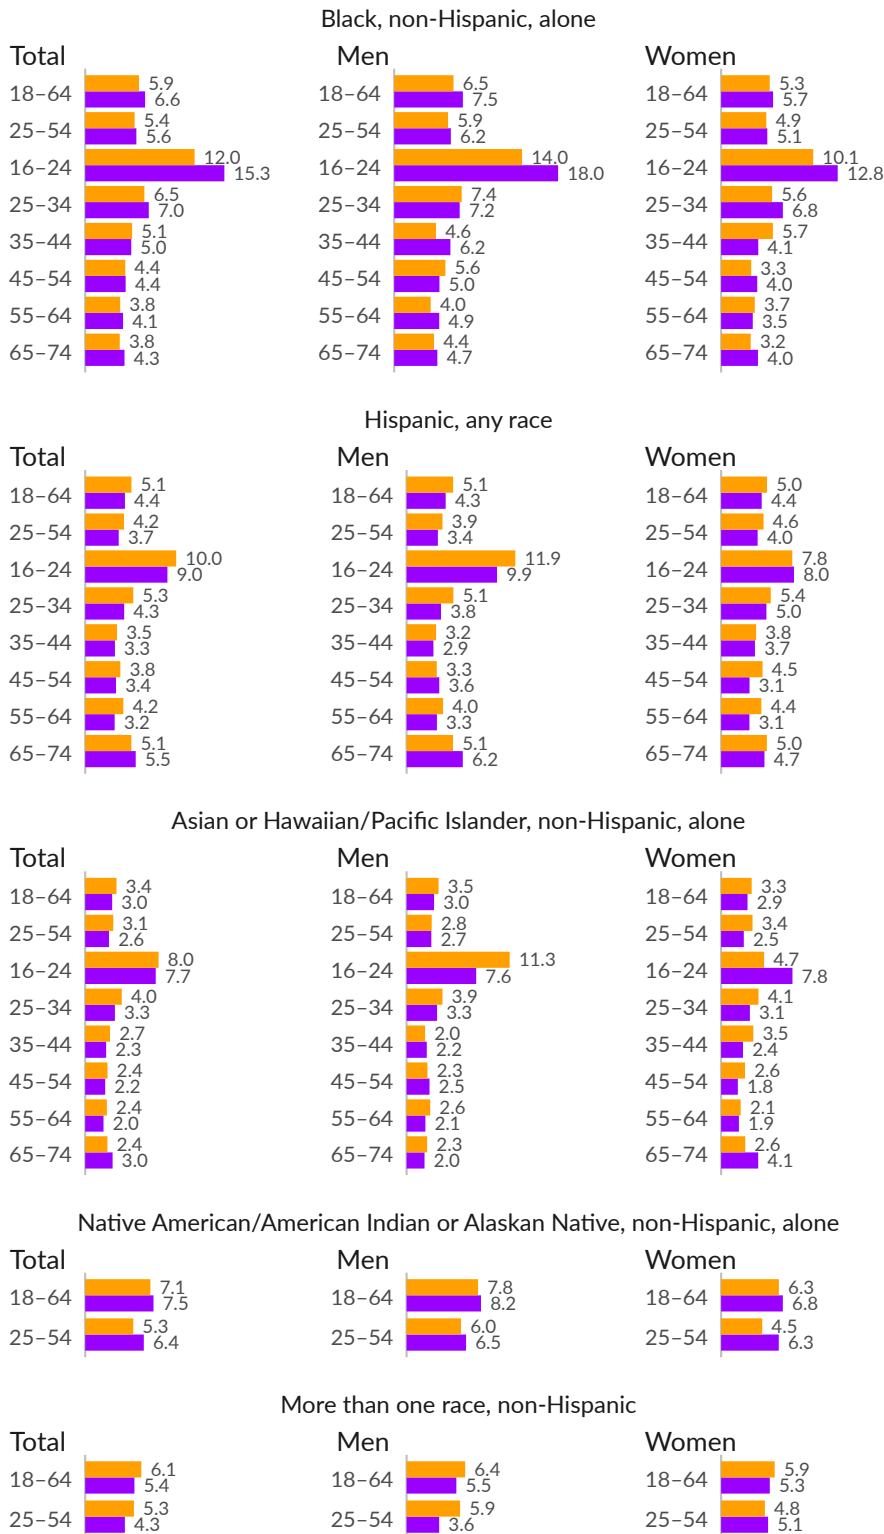 Black, non-Hispanic, alone
Total Men Women
18–64 5.9 6.6 18–64 6.5 7.5 18–64 5.3 5.7
25–54 5.4 5.6 25–54 5.9 6.2 25–54 4.9 5.1
16–24 12.0 15.3 16–24 14.0 18.0 16–24 10.1 12.8
25–34 6.5 7.0 25–34 7.4 7.2 25–34 5.6 6.8
35–44 5.1 5.0 35–44 4.6 6.2 35–44 5.7 4.1
45–54 4.4 4.4 45–54 5.6 5.0 45–54 3.3 4.0
55–64 3.8 4.1 55–64 4.0 4.9 55–64 3.7 3.5
65–74 3.8 4.3 65–74 4.4 4.7 65–74 3.2 4.0
Hispanic, any race
Total Men Women
18–64 5.1 4.4 18–64 5.1 4.3 18–64 5.0 4.4
25–54 4.2 3.7 25–54 3.9 3.4 25–54 4.6 4.0
16–24 10.0 9.0 16–24 11.9 9.9 16–24 7.8 8.0
25–34 5.3 4.3 25–34 5.1 3.8 25–34 5.4 5.0
35–44 3.5 3.3 35–44 3.2 2.9 35–44 3.8 3.7
45–54 3.8 3.4 45–54 3.3 3.6 45–54 4.5 3.1
55–64 4.2 3.2 55–64 4.0 3.3 55–64 4.4 3.1
65–74 5.1 5.5 65–74 5.1 6.2 65–74 5.0 4.7
Asian or Hawaiian/Pacific Islander, non-Hispanic, alone
Total Men Women
18–64 3.4 3.0 18–64 3.5 3.0 18–64 3.3 2.9
25–54 3.1 2.6 25–54 2.8 2.7 25–54 3.4 2.5
16–24 8.0 7.7 16–24 11.3 7.6 16–24 4.7 7.8
25–34 4.0 3.3 25–34 3.9 3.3 25–34 4.1 3.1
35–44 2.7 2.3 35–44 2.0 2.2 35–44 3.5 2.4
45–54 2.4 2.2 45–54 2.3 2.5 45–54 2.6 1.8
55–64 2.4 2.0 55–64 2.6 2.1 55–64 2.1 1.9
65–74 2.4 3.0 65–74 2.3 2.0 65–74 2.6 4.1
Native American/American Indian or Alaskan Native, non-Hispanic, alone
Total Men Women
18–64 7.1 7.5 18–64 7.8 8.2 18–64 6.3 6.8
25–54 5.3 6.4 25–54 6.0 6.5 25–54 4.5 6.3
More than one race, non-Hispanic
Total Men Women
18–64 6.1 5.4 18–64 6.4 5.5 18–64 5.9 5.3
25–54 5.3 4.3 25–54 5.9 3.6 25–54 4.8 5.1